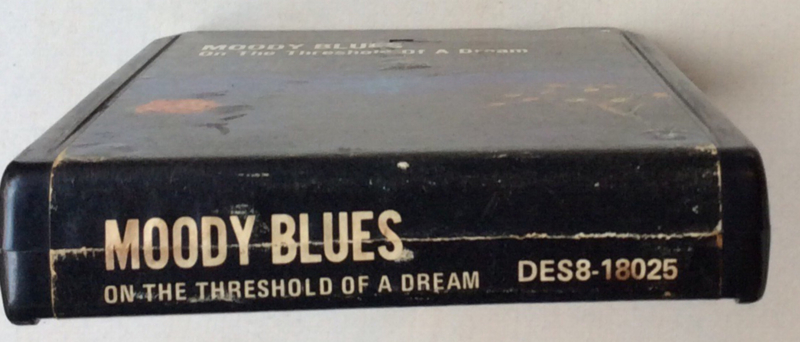 MOODY BLUES
On The Threshold Of A Dream
MOODY BLUES
ON THE THRESHOLD OF A DREAM
DES8-18025